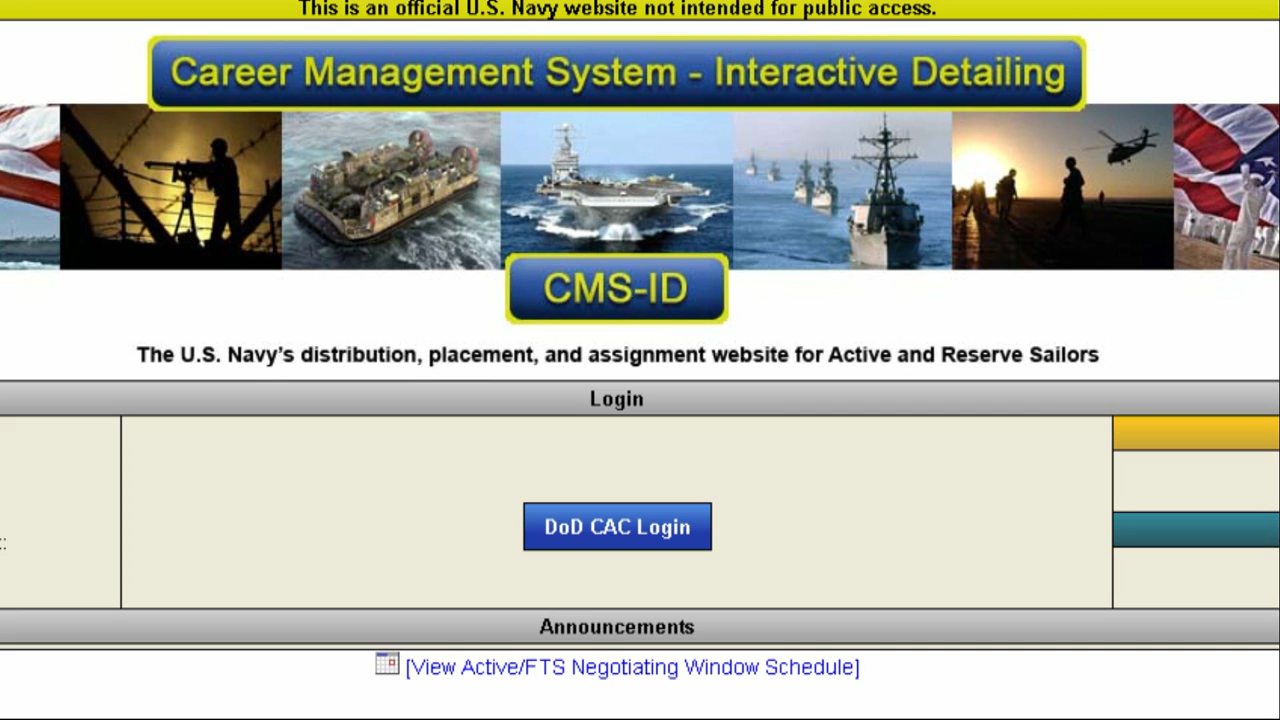 This is an official U.S. Navy website not intended for public access.
Career Management System - Interactive Detailing
CMS-ID
The U.S. Navy’s distribution, placement, and assignment website for Active and Reserve Sailors
Login
DoD CAC Login
Announcements
[View Active/FTS Negotiating Window Schedule]